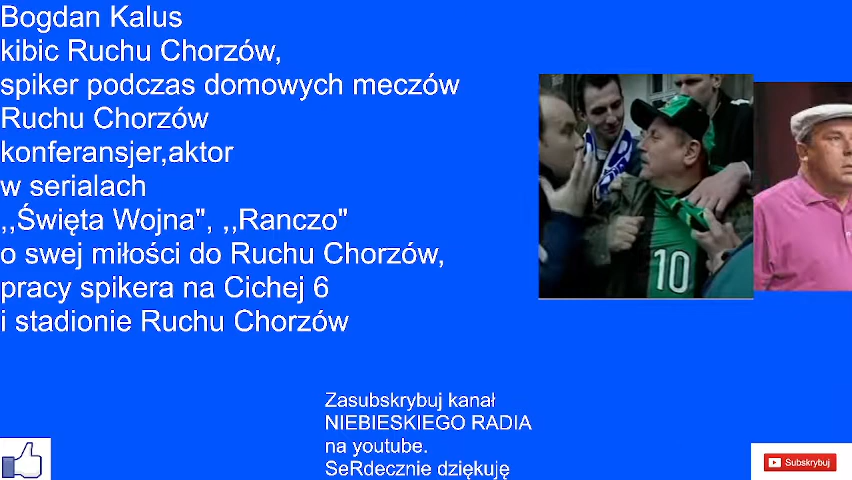 Bogdan Kalus
kibic Ruchu Chorzów,
spiker podczas domowych meczów
Ruchu Chorzów
konferansjer,aktor
w serialach
,,Święta Wojna", ,,Ranczo"
o swej miłości do Ruchu Chorzów,
pracy spikera na Cichej 6
i stadionie Ruchu Chorzów
10
Zasubskrybuj kanał
NIEBIESKIEGO RADIA
na youtube.
SeRdecznie dziękuję
Subskrybuj